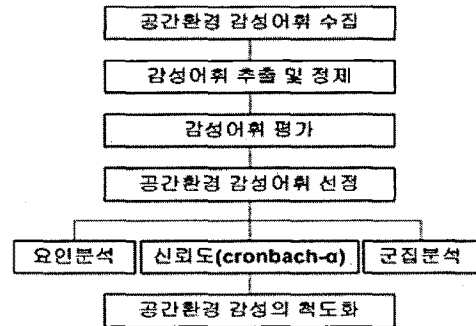 공간환경 감성어휘 수집
감성어휘 추출 및 정제
감성어휘 평가
공간환경 감성어휘 선정
요인분석
신뢰도(cronbach-α)
군집분석
공간환경 감성의 척도화